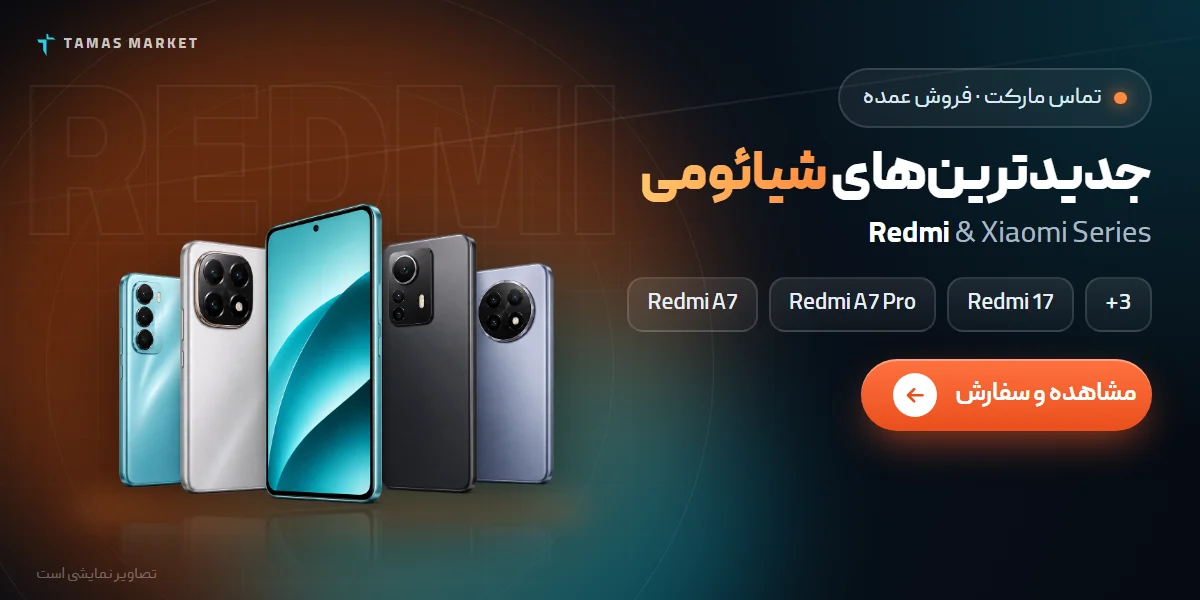 TAMAS MARKET
REDMI
تماس مارکت · فروش عمده
جدیدترین‌های شیائومی
Redmi & Xiaomi Series
Redmi A7
Redmi A7 Pro
Redmi 17
+3
مشاهده و سفارش
تصاویر نمایشی است